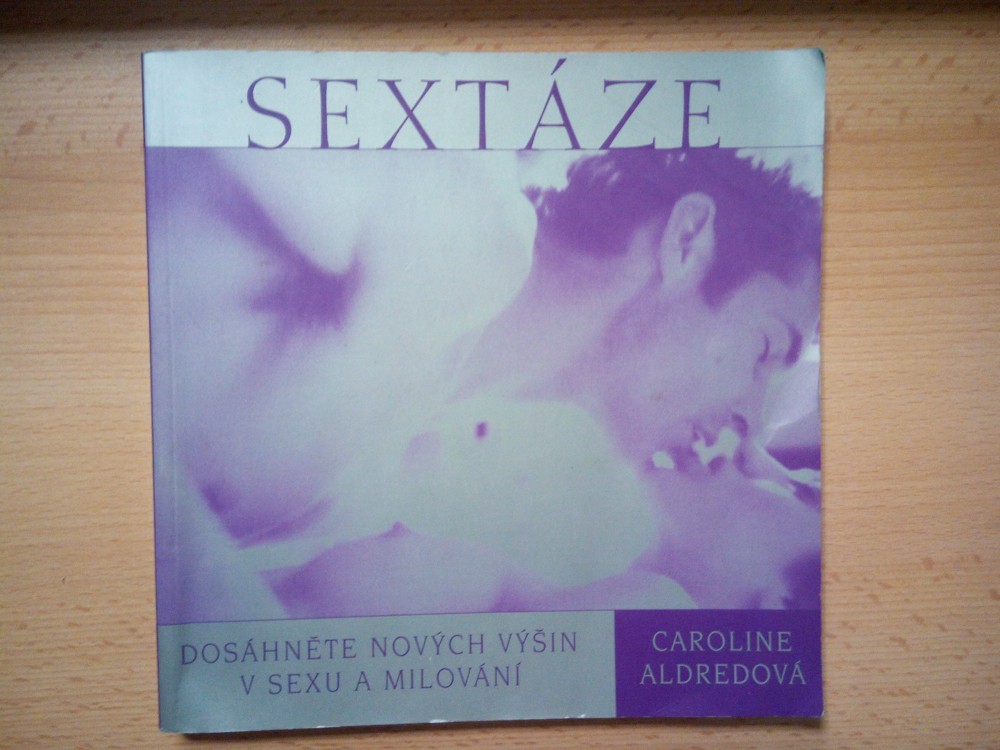 SEXTÁZE
DOSÁHNĚTE NOVÝCH VÝŠIN
V SEXU A MILOVÁNÍ
CAROLINE
ALDREDOVÁ